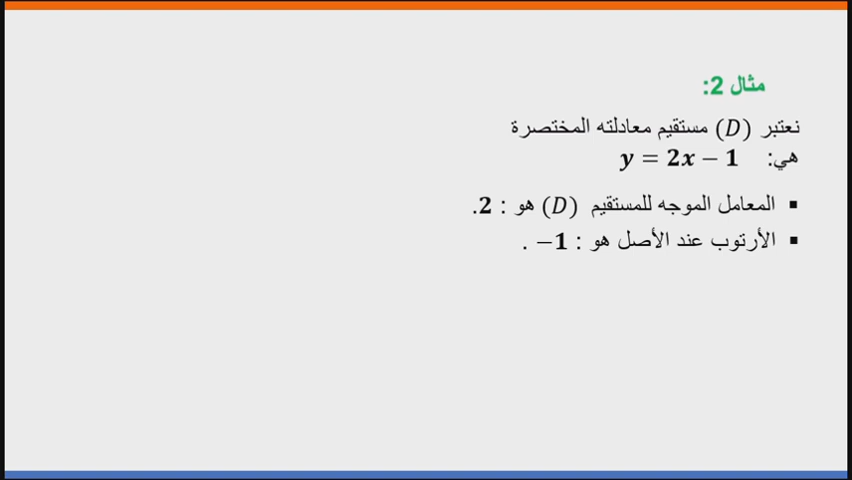 مثال 2:
نعتبر (D) مستقيم معادلته المختصرة
هي: y = 2x − 1
▪ المعامل الموجه للمستقيم (D) هو : 2.
▪ الأرتوب عند الأصل هو : −1 .